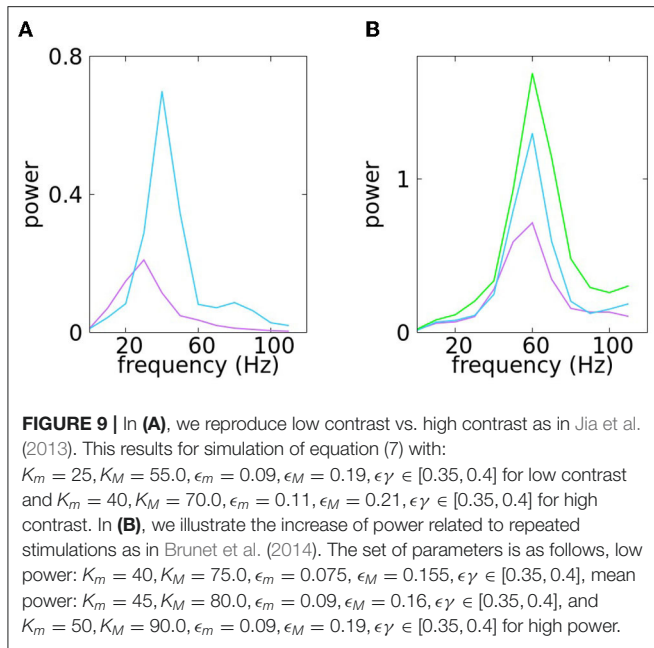 A
B
0.8
0.4
0
power
20
60
100
frequency (Hz)
1
0
power
20
60
100
frequency (Hz)
FIGURE 9 | In (A), we reproduce low contrast vs. high contrast as in Jia et al.
(2013). This results for simulation of equation (7) with:
K_m = 25, K_M = 55.0, ϵ_m = 0.09, ϵ_M = 0.19, ϵγ ∈ [0.35, 0.4] for low contrast
and K_m = 40, K_M = 70.0, ϵ_m = 0.11, ϵ_M = 0.21, ϵγ ∈ [0.35, 0.4] for high
contrast. In (B), we illustrate the increase of power related to repeated
stimulations as in Brunet et al. (2014). The set of parameters is as follows, low
power: K_m = 40, K_M = 75.0, ϵ_m = 0.075, ϵ_M = 0.155, ϵγ ∈ [0.35, 0.4], mean
power: K_m = 45, K_M = 80.0, ϵ_m = 0.09, ϵ_M = 0.16, ϵγ ∈ [0.35, 0.4], and
K_m = 50, K_M = 90.0, ϵ_m = 0.09, ϵ_M = 0.19, ϵγ ∈ [0.35, 0.4] for high power.